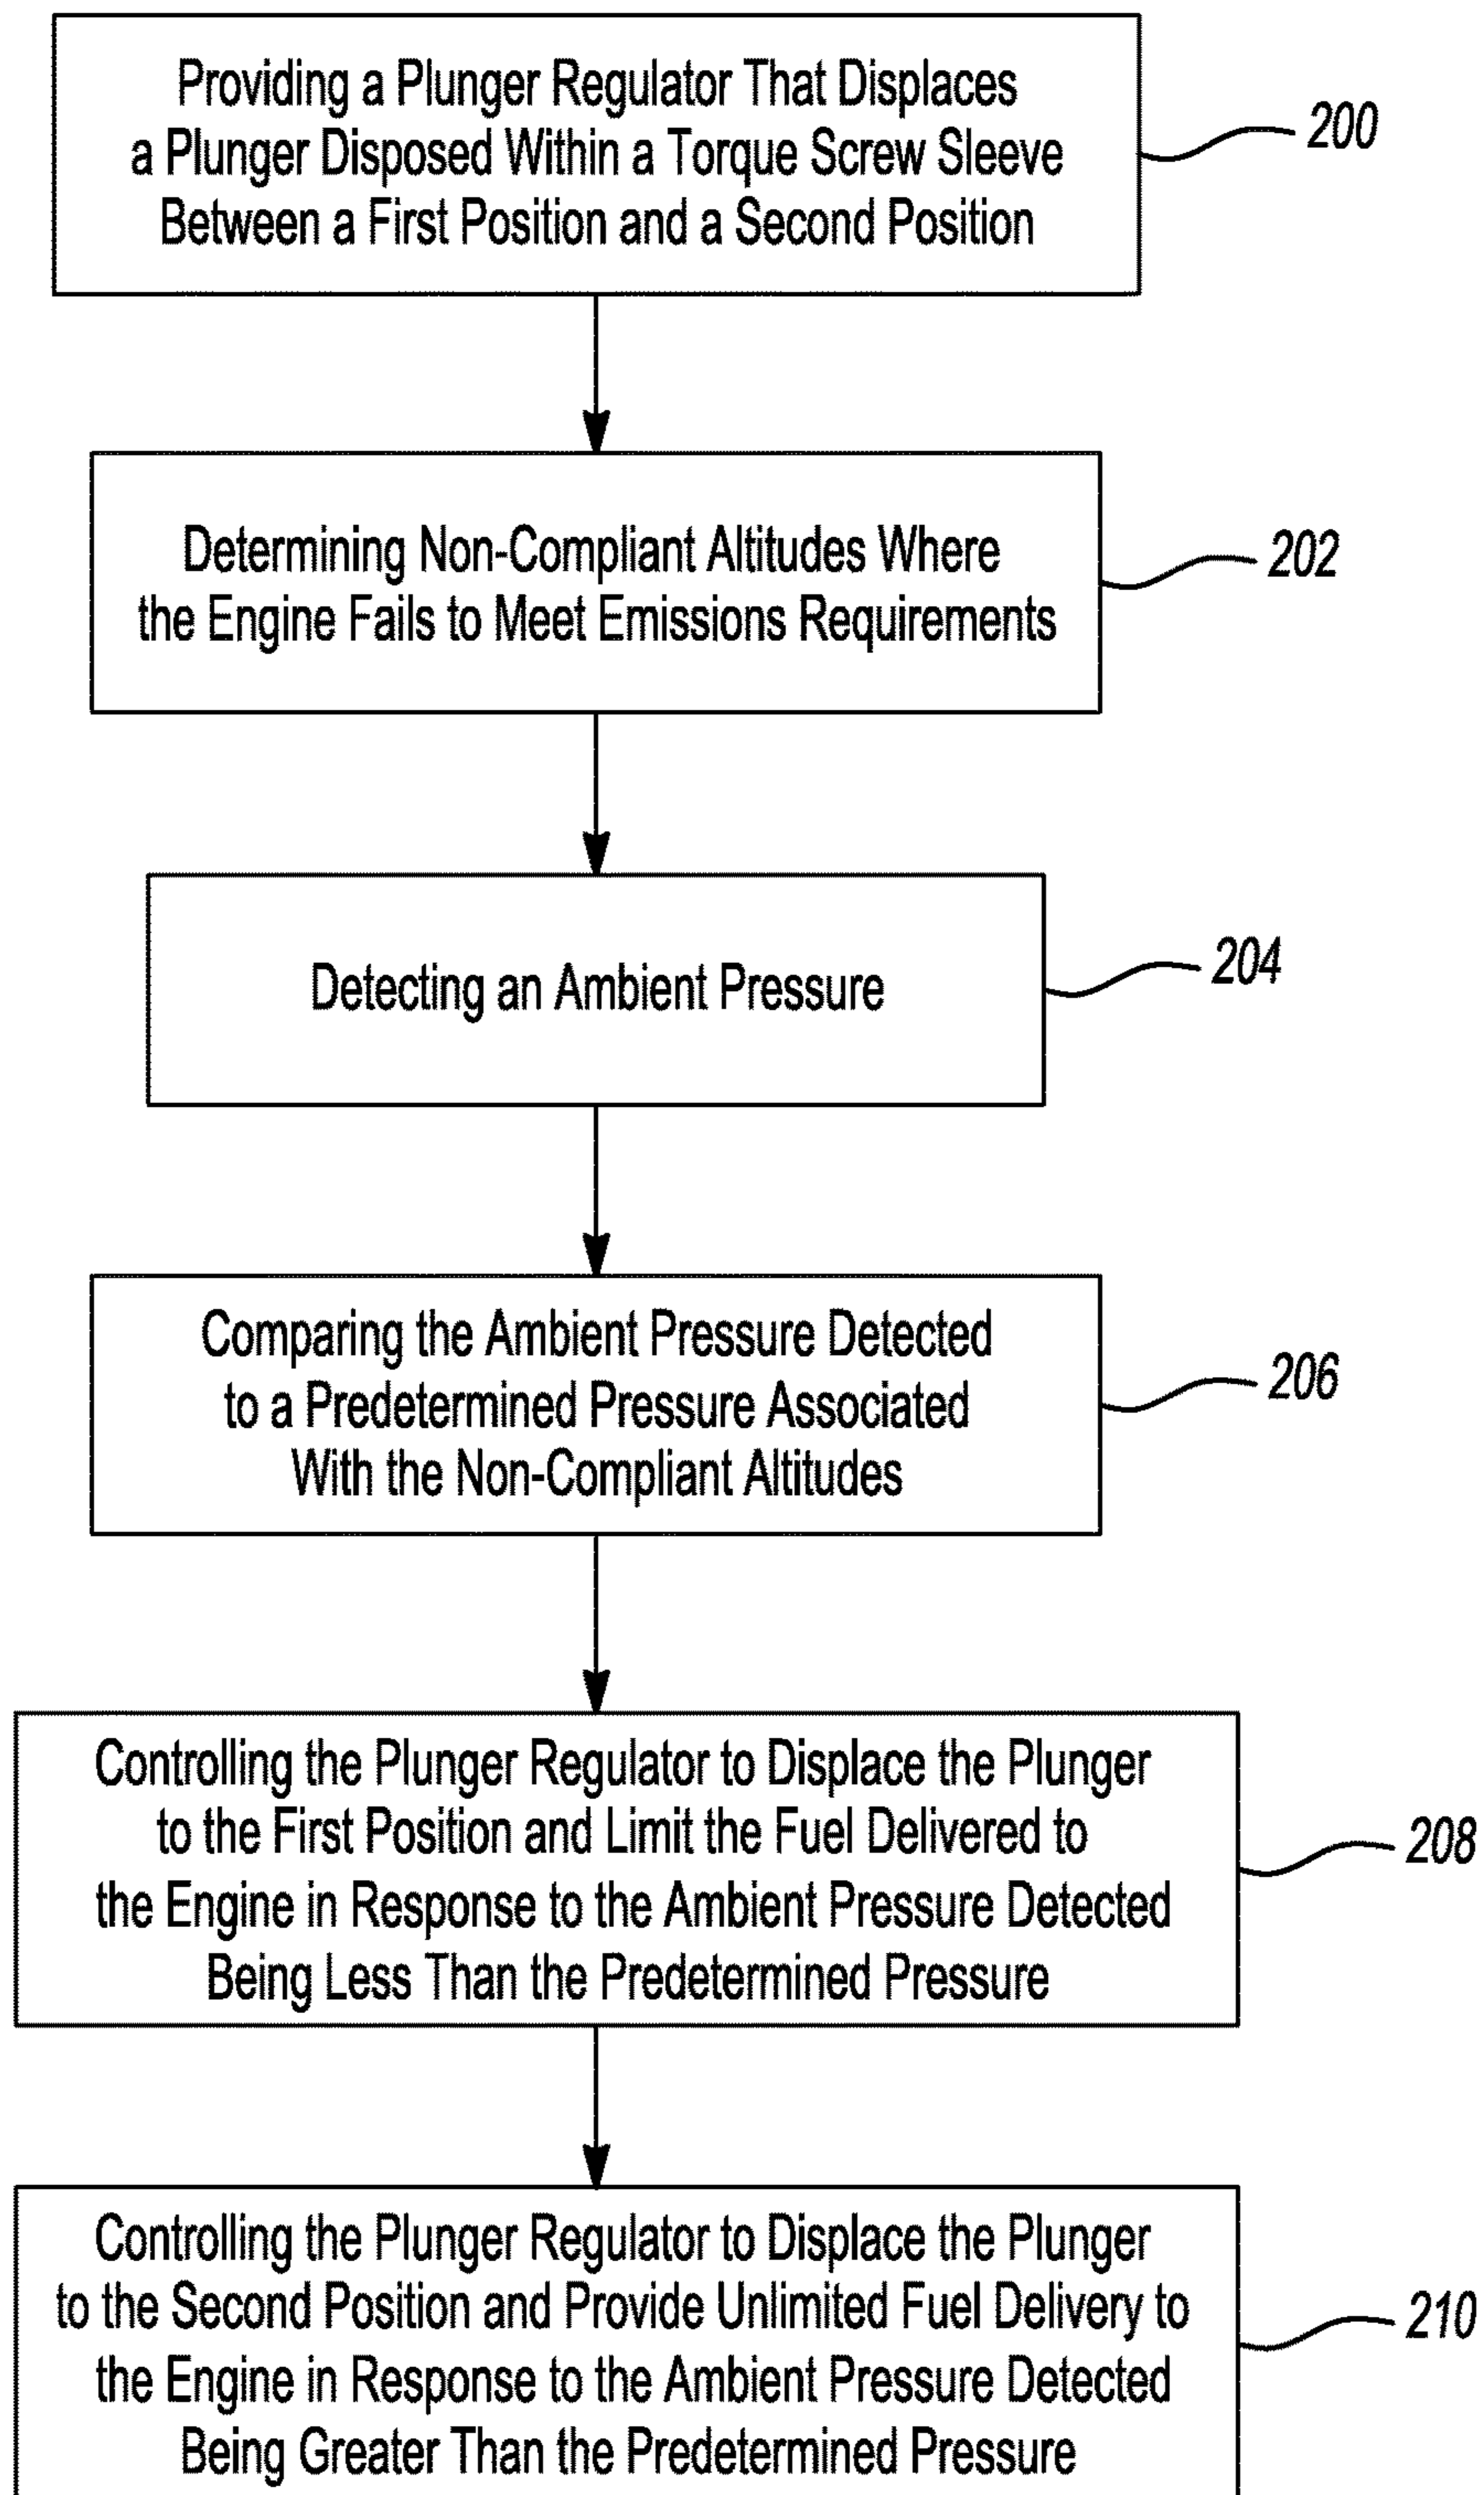 Providing a Plunger Regulator That Displaces
a Plunger Disposed Within a Torque Screw Sleeve
Between a First Position and a Second Position
200
Determining Non-Compliant Altitudes Where
the Engine Fails to Meet Emissions Requirements
202
Detecting an Ambient Pressure
204
Comparing the Ambient Pressure Detected
to a Predetermined Pressure Associated
With the Non-Compliant Altitudes
206
Controlling the Plunger Regulator to Displace the Plunger
to the First Position and Limit the Fuel Delivered to
the Engine in Response to the Ambient Pressure Detected
Being Less Than the Predetermined Pressure
208
Controlling the Plunger Regulator to Displace the Plunger
to the Second Position and Provide Unlimited Fuel Delivery to
the Engine in Response to the Ambient Pressure Detected
Being Greater Than the Predetermined Pressure
210